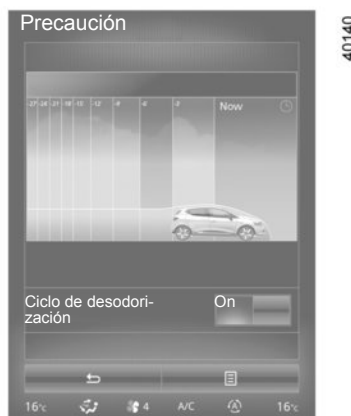 Precaución
40140
-27 -24 -21 -18 -15 -12 -9 -6 -3 Now
Ciclo de desodori-
zación
On
16°c 4 A/C 16°c